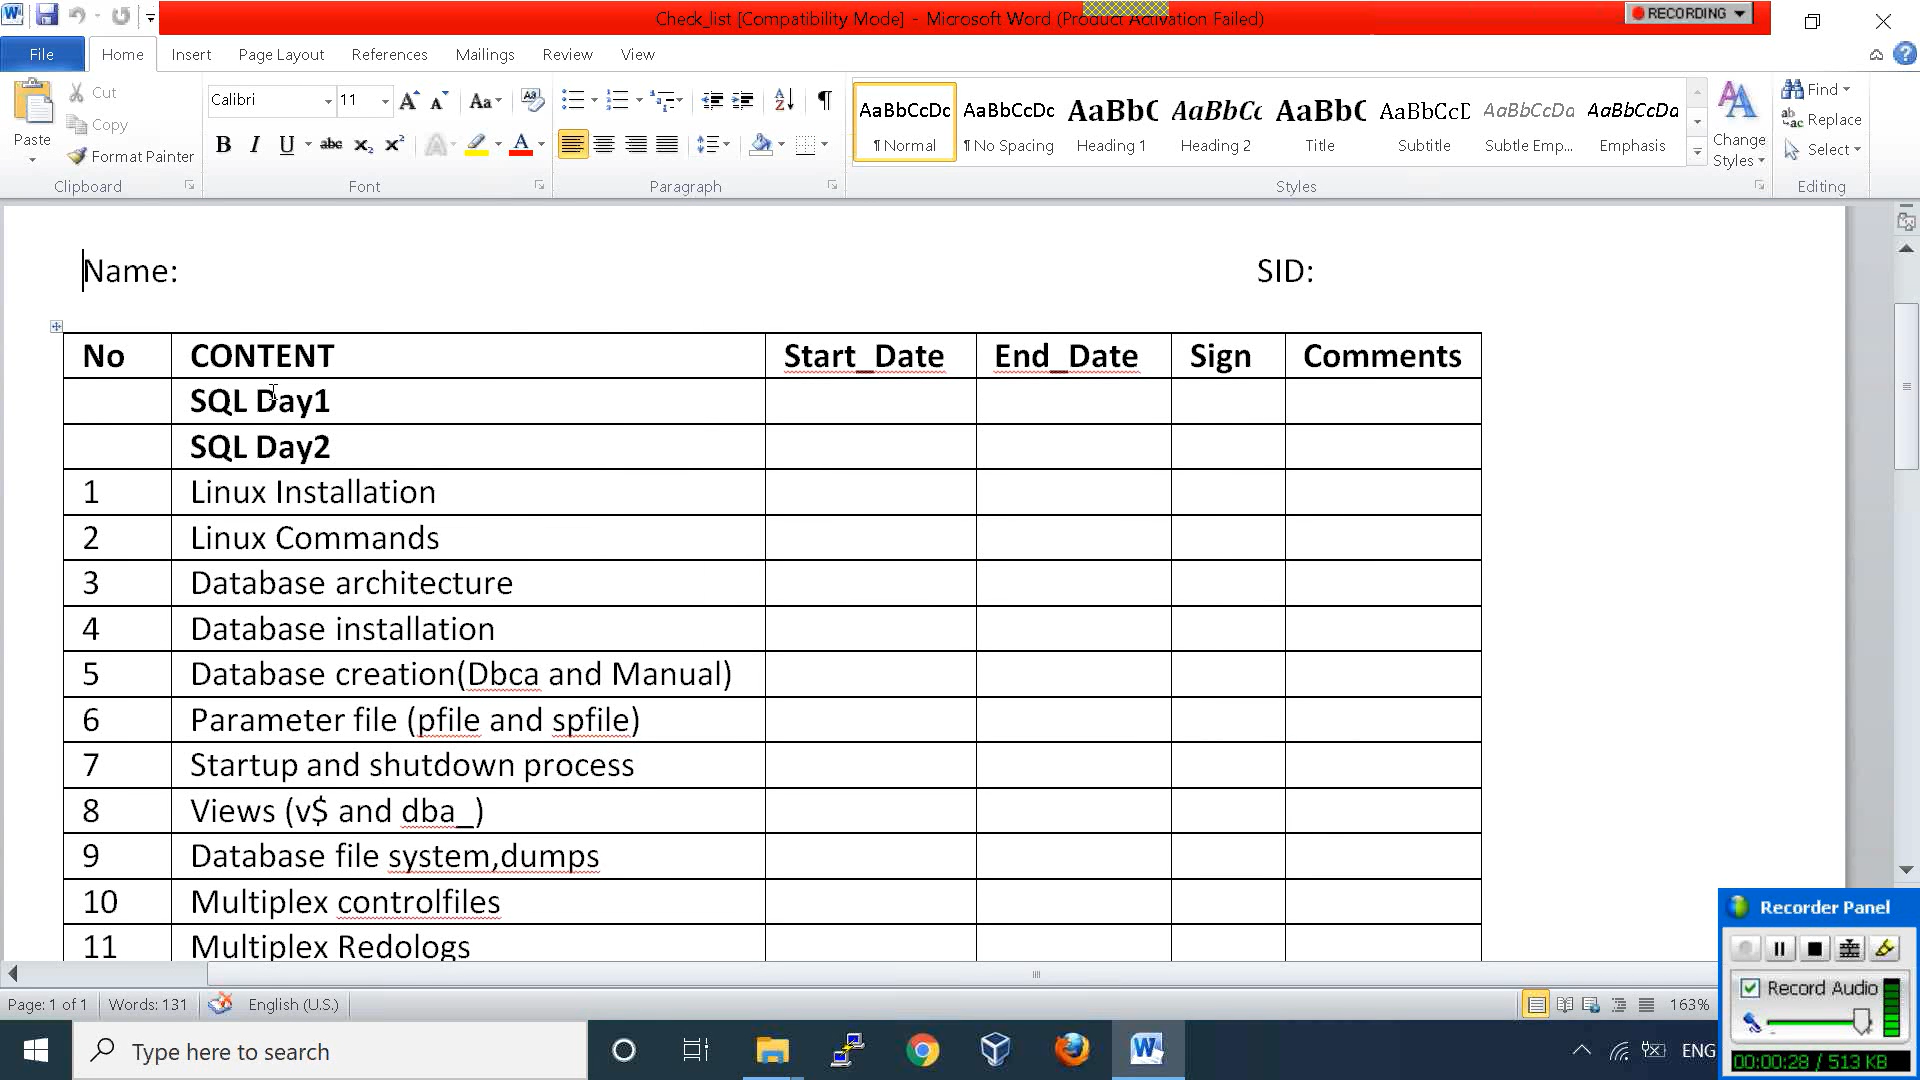 Check_list [Compatibility Mode] - Microsoft Word (Product Activation Failed)
RECORDING
File Home Insert Page Layout References Mailings Review View
Paste
Cut
Copy
Format Painter
Clipboard
Calibri 11
Font
Paragraph
AaBbCcDc AaBbCcDc AaBbC AaBbCc AaBbC AaBbCcD AaBbCcDa AaBbCcDa
¶ Normal ¶ No Spacing Heading 1 Heading 2 Title Subtitle Subtle Emp... Emphasis
Styles
Change Styles
Find
Replace
Select
Editing
Name: SID:
No CONTENT Start_Date End_Date Sign Comments
SQL Day1
SQL Day2
1 Linux Installation
2 Linux Commands
3 Database architecture
4 Database installation
5 Database creation(Dbca and Manual)
6 Parameter file (pfile and spfile)
7 Startup and shutdown process
8 Views (v$ and dba_)
9 Database file system,dumps
10 Multiplex controlfiles
11 Multiplex Redologs
Recorder Panel
Record Audio
00:00:28 / 513 KB
Page: 1 of 1 Words: 131 English (U.S.) 163%
Type here to search
ENG